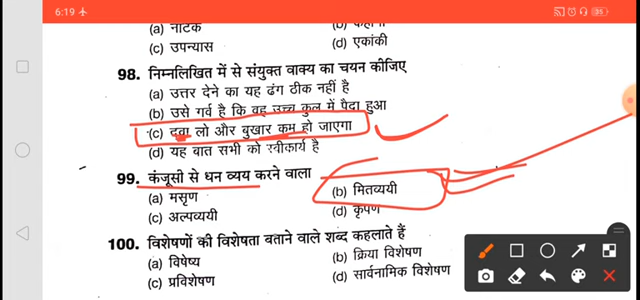 6:19
35
(a) नाटक
(b) कहानी
(c) उपन्यास
(d) एकांकी
98. निम्नलिखित में से संयुक्त वाक्य का चयन कीजिए
(a) उत्तर देने का यह ढंग ठीक नहीं है
(b) उसे गर्व है कि वह उच्च कुल में पैदा हुआ
(c) दवा लो और बुखार कम हो जाएगा
(d) यह बात सभी को स्वीकार्य है
99. कंजूसी से धन व्यय करने वाला
(a) मसृण
(b) मितव्ययी
(c) अल्पव्ययी
(d) कृपण
100. विशेषणों की विशेषता बताने वाले शब्द कहलाते हैं
(a) विषेष्य
(b) क्रिया विशेषण
(c) प्रविशेषण
(d) सार्वनामिक विशेषण